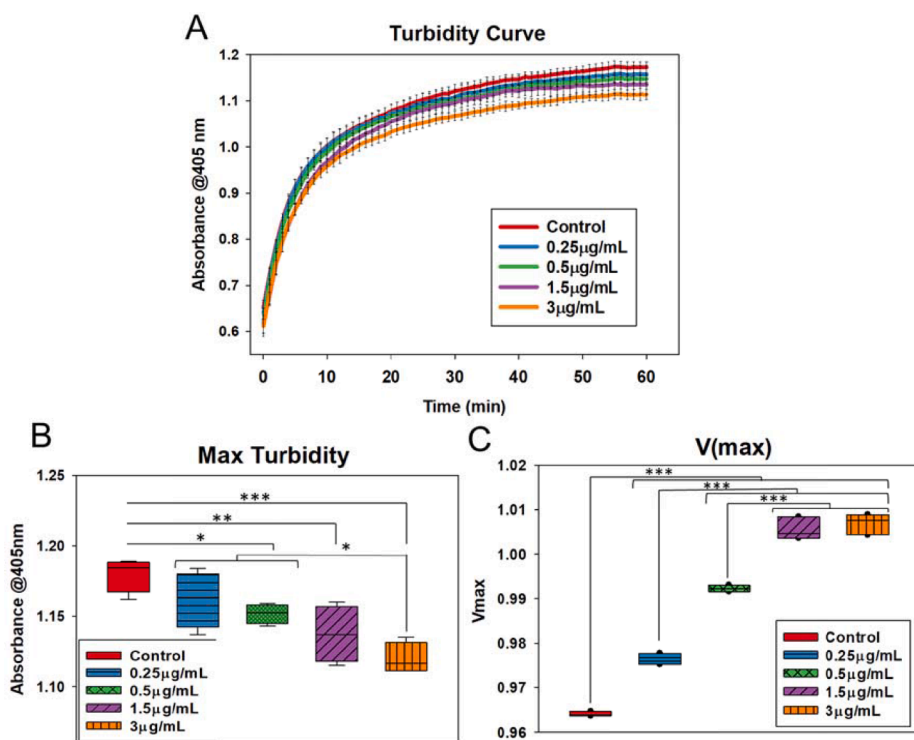 A
Turbidity Curve
1.2
1.1
1.0
0.9
0.8
0.7
0.6
Absorbance @405 nm
Control
0.25μg/mL
0.5μg/mL
1.5μg/mL
3μg/mL
0 10 20 30 40 50 60
Time (min)
B
Max Turbidity
1.25
1.20
1.15
1.10
Absorbance @405nm
***
**
*
*
Control
0.25μg/mL
0.5μg/mL
1.5μg/mL
3μg/mL
C
V(max)
1.02
1.01
1.00
0.99
0.98
0.97
0.96
Vmax
***
***
***
Control
0.25μg/mL
0.5μg/mL
1.5μg/mL
3μg/mL